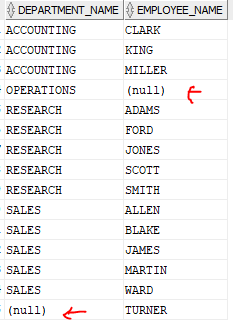 DEPARTMENT_NAME EMPLOYEE_NAME
ACCOUNTING CLARK
ACCOUNTING KING
ACCOUNTING MILLER
OPERATIONS (null)
RESEARCH ADAMS
RESEARCH FORD
RESEARCH JONES
RESEARCH SCOTT
RESEARCH SMITH
SALES ALLEN
SALES BLAKE
SALES JAMES
SALES MARTIN
SALES WARD
(null) TURNER